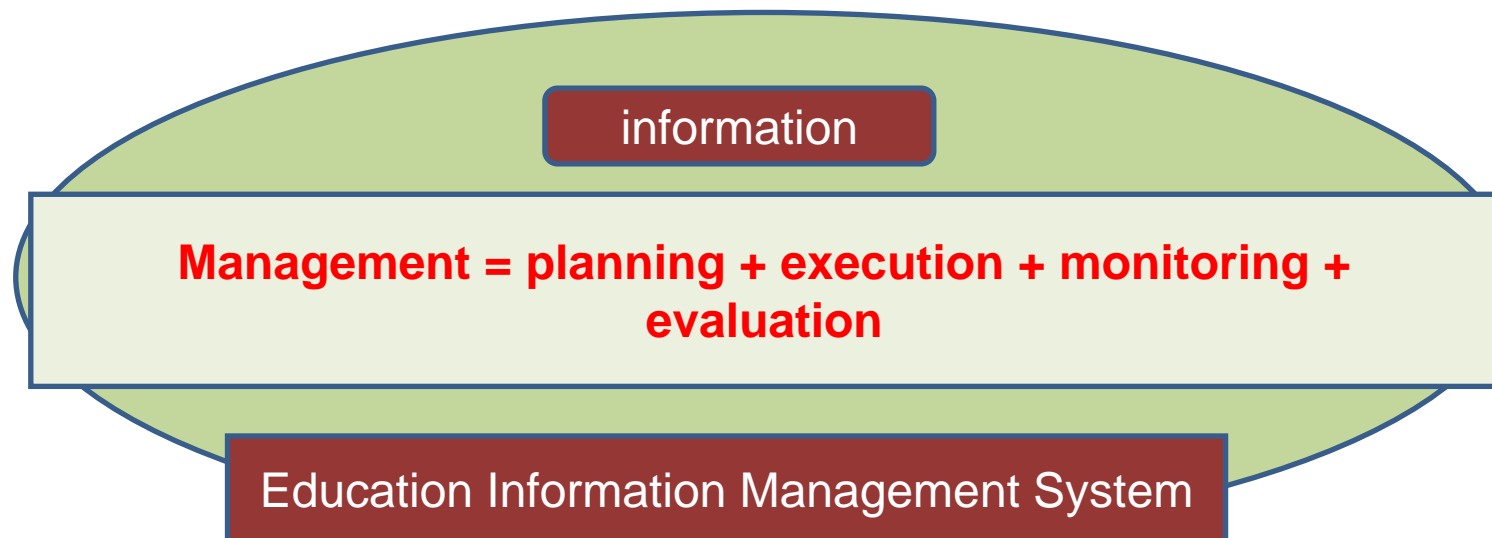 information
Management = planning + execution + monitoring +
evaluation
Education Information Management System